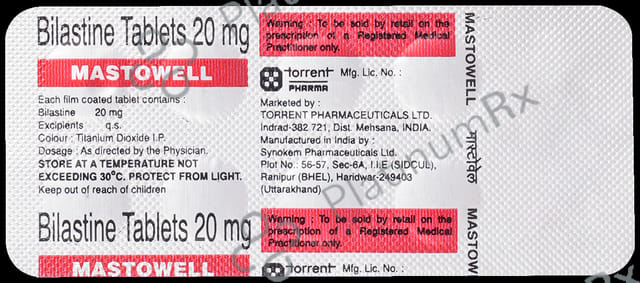 Bilastine Tablets 20 mg
MASTOWELL
Each film coated tablet contains :
Bilastine 20 mg
Excipients q.s.
Colour : Titanium Dioxide I.P.
Dosage : As directed by the Physician.
STORE AT A TEMPERATURE NOT
EXCEEDING 30°C. PROTECT FROM LIGHT.
Keep out of reach of children
Bilastine Tablets 20 mg
MASTOWELL
Warning : To be sold by retail on the
prescription of a Registered Medical
Practitioner only.
torrent Mfg. Lic. No. :
PHARMA
Marketed by :
TORRENT PHARMACEUTICALS LTD.
Indrad-382 721, Dist. Mehsana, INDIA.
Manufactured in India by :
Synokem Pharmaceuticals Ltd.
Plot No.: 56-57, Sec-6A, I.I.E (SIDCUL),
Ranipur (BHEL), Haridwar-249403
(Uttarakhand)
Warning : To be sold by retail on the
prescription of a Registered Medical
Practitioner only.
torrent Mfg. Lic. No. :
MASTOWELL
मास्टोवेल
MASTOW
PlatinumRx